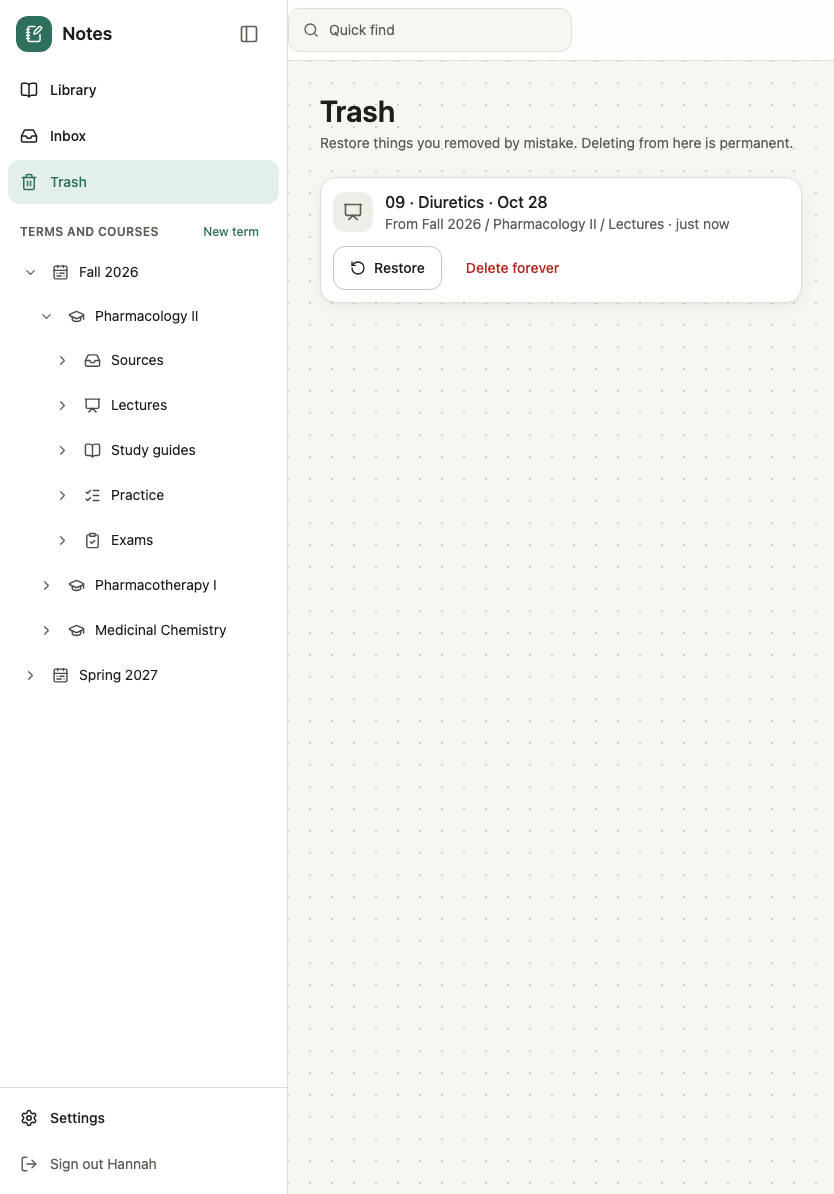 Notes
Library
Inbox
Trash
TERMS AND COURSES New term
Fall 2026
Pharmacology II
Sources
Lectures
Study guides
Practice
Exams
Pharmacotherapy I
Medicinal Chemistry
Spring 2027
Settings
Sign out Hannah
Quick find
Trash
Restore things you removed by mistake. Deleting from here is permanent.
09 · Diuretics · Oct 28
From Fall 2026 / Pharmacology II / Lectures · just now
Restore Delete forever